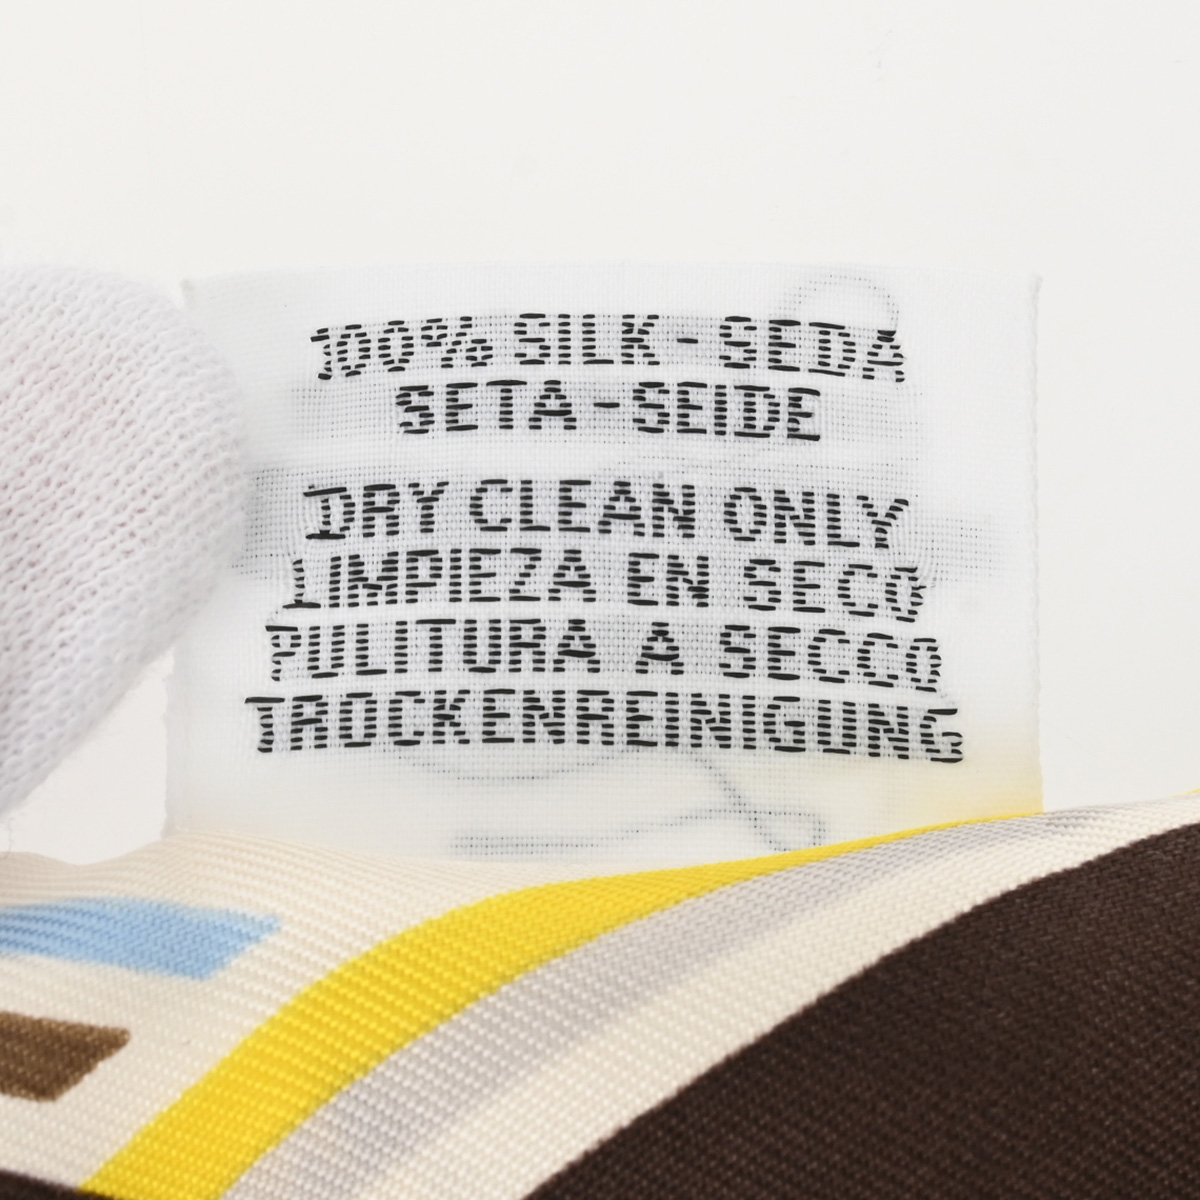 100% SILK - SEDA
SETA - SEIDE
DRY CLEAN ONLY
LIMPIEZA EN SECO
PULITURA A SECCO
TROCKENREINIGUNG